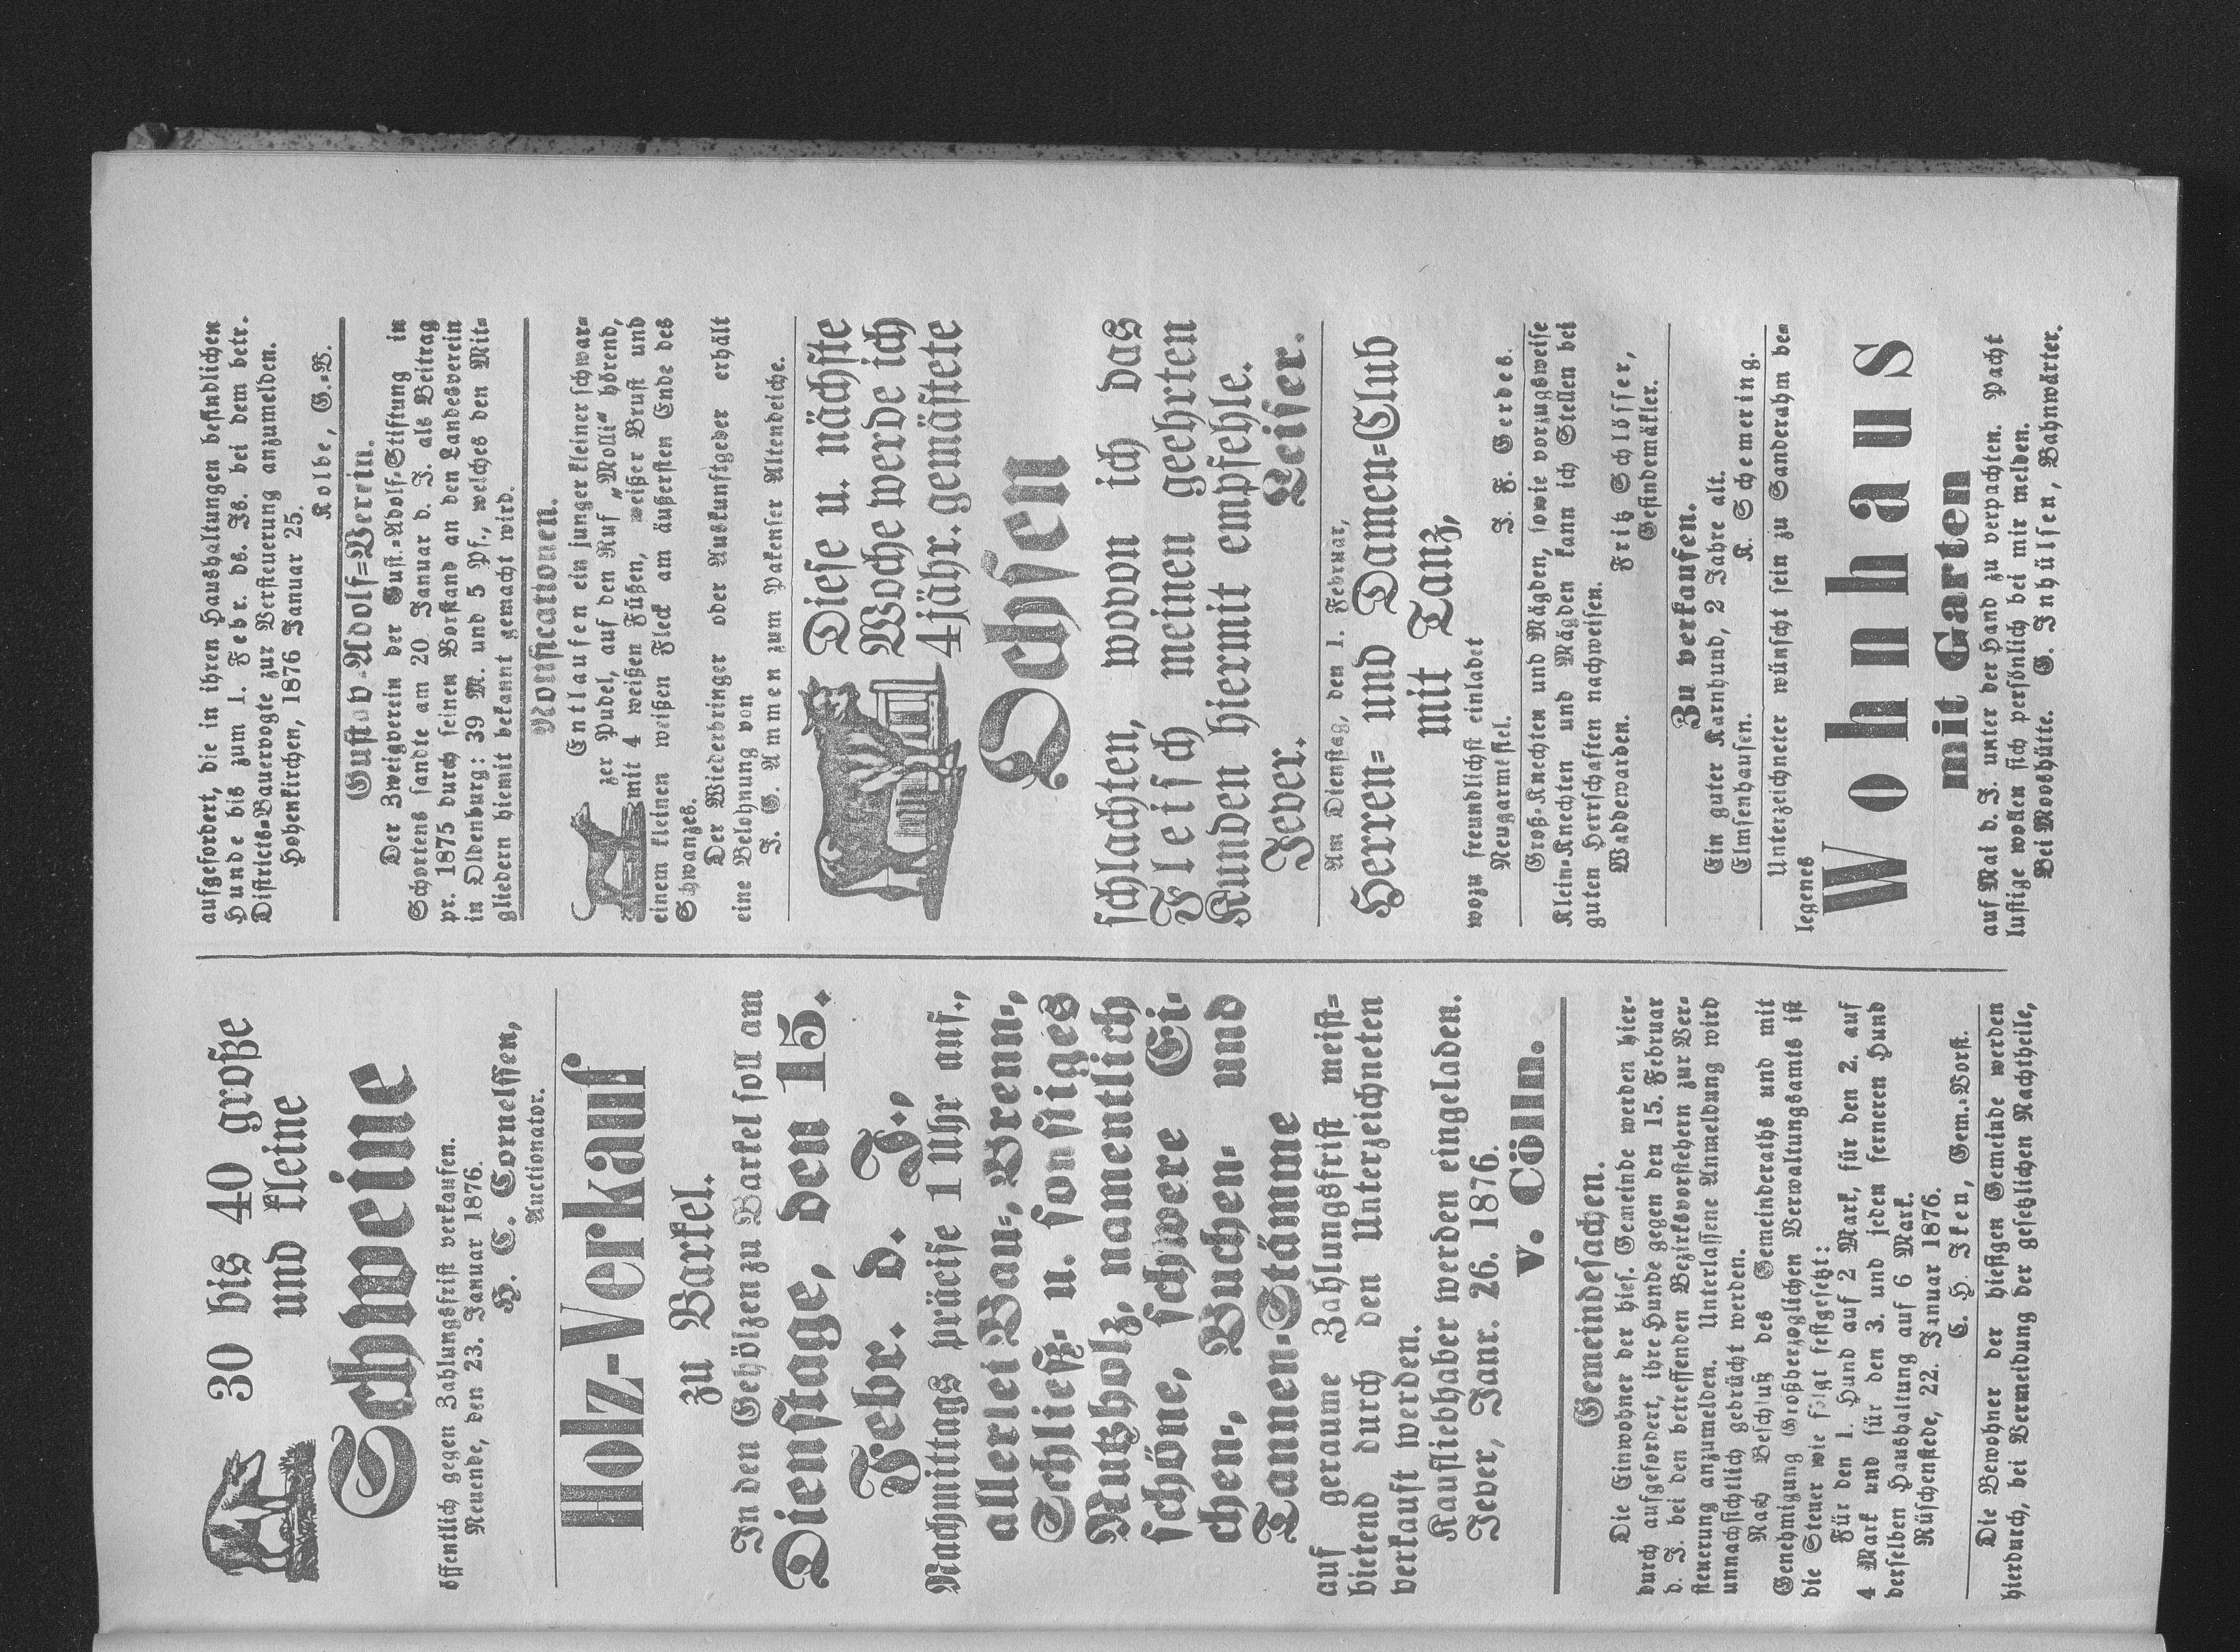 30 bis 40 große
und kleine
Schweine
öffentlich gegen Zahlungsfrist verkaufen.
Neuende, den 23. Januar 1876.
H. C. Cornelssen,
Auctionator.
Holz-Verkauf
zu Barkel.
In den Gehölzen zu Barkel soll am
Dienstage, den 15.
Febr. d. J.,
Nachmittags präcise 1 Uhr anf.,
allerlei Bau-, Brenn-,
Schließ- u. sonstiges
Nutzholz, namentlich
schöne, schwere Ei-
chen-, Buchen- und
Tannen-Stämme
auf geraume Zahlungsfrist meist-
bietend durch den Unterzeichneten
verkauft werden.
Kaufliebhaber werden eingeladen.
Jever, Janr. 26. 1876.
v. Cölln.
Gemeindesachen.
Die Einwohner der hies. Gemeinde werden hier-
durch aufgefordert, ihre Hunde gegen den 15. Februar
d. J. bei den betreffenden Bezirksvorstehern zur Ver-
steuerung anzumelden. Unterlassene Anmeldung wird
unnachsichtlich gebrücht werden.
Nach Beschluß des Gemeinderaths und mit
Genehmigung Großherzoglichen Verwaltungsamts ist
die Steuer wie folgt festgesetzt:
Für den 1. Hund auf 2 Mark, für den 2. auf
4 Mark und für den 3. und jeden ferneren Hund
derselben Haushaltung auf 6 Mark.
Rüschenstede, 22. Januar 1876.
C. H. Iken, Gem.-Vorst.
Die Bewohner der hiesigen Gemeinde werden
hierdurch, bei Vermeidung der gesetzlichen Nachtheile,
aufgefordert, die in ihren Haushaltungen befindlichen
Hunde bis zum 1. Febr. ds. Js. bei dem betr.
Districts-Bauervogte zur Versteuerung anzumelden.
Hohenkirchen, 1876 Januar 25.
Kolbe, G.-V.
Gustav-Adolf-Verein.
Der Zweigverein der Gust.-Adolf-Stiftung in
Schortens sandte am 20 Januar d. J. als Beitrag
pr. 1875 durch seinen Vorstand an den Landesverein
in Oldenburg: 39 M. und 5 Pf., welches den Mit-
gliedern hiemit bekannt gemacht wird.
Notificationen.
Entlaufen ein junger kleiner schwar-
zer Pudel, auf den Ruf „Molli“ hörend,
mit 4 weißen Füßen, weißer Brust und
einem kleinen weißen Fleck am äußersten Ende des
Schwanzes.
Der Wiederbringer oder Auskunftgeber erhält
eine Belohnung von
J. G. Ammen zum Pakenser Altendeiche.
Diese u. nächste
Woche werde ich
4jähr. gemästete
Ochsen
schlachten, wovon ich das
Fleisch meinen geehrten
Kunden hiermit empfehle.
Jever. Leiser.
Am Dienstag, den 1. Februar,
Herren- und Damen-Club
mit Tanz,
wozu freundlichst einladet
Neugarmssiel. J. F. Gerdes.
Groß-Knechten und Mägden, sowie vorzugsweise
Klein-Knechten und Mägden kann ich Stellen bei
guten Herrschaften nachweisen.
Waddewarden. Fritz Schlösser,
Gesindemäkler.
Zu verkaufen.
Ein guter Karnhund, 2 Jahre alt.
Elmsenhausen. K. Schemering.
Unterzeichneter wünscht sein zu Sanderahm be-
legenes
Wohnhaus
mit Garten
auf Mai d. J. unter der Hand zu verpachten. Pacht
lustige wollen sich persönlich bei mir melden.
Bei Mooshütte. G. Inhülsen, Bahnwärter.